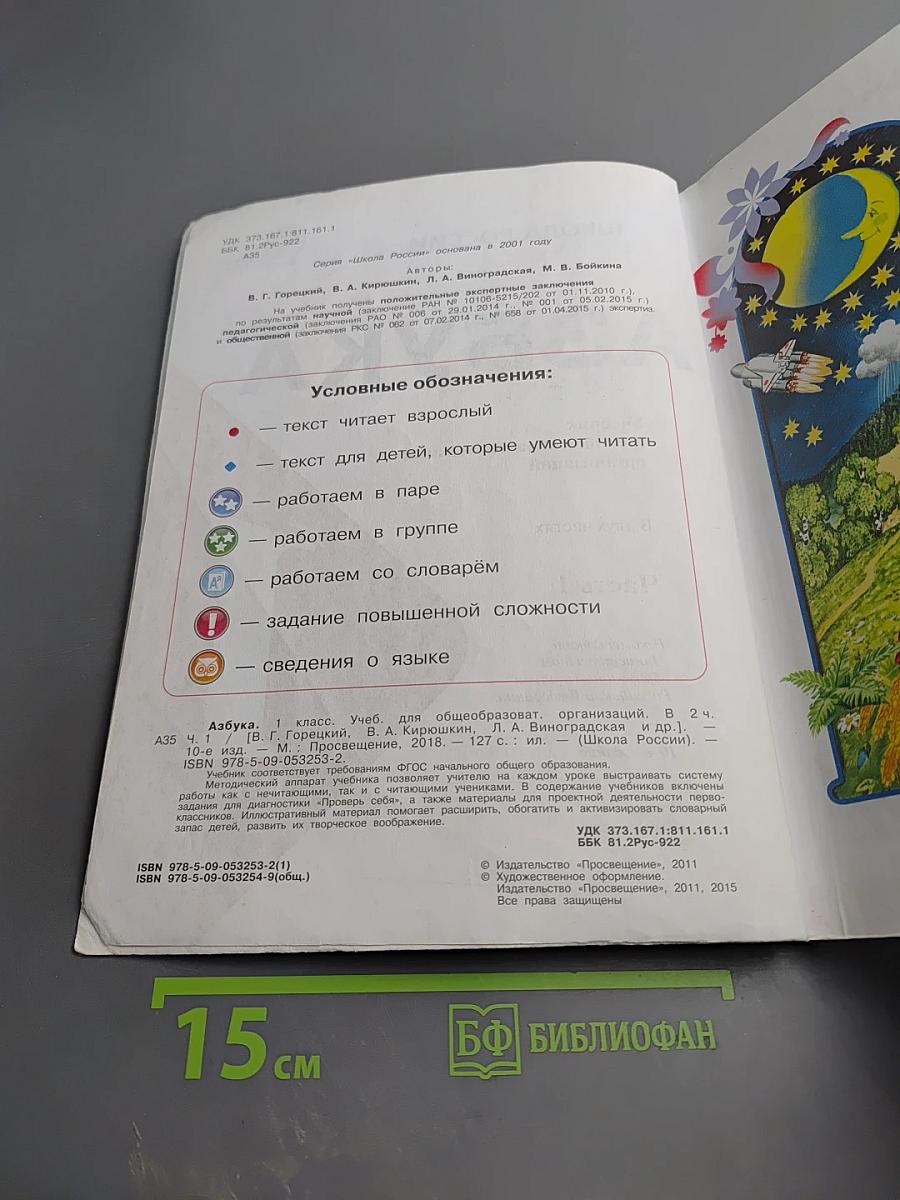 УДК 373.167.1:811.161.1
ББК 81.2Рус-922
А35
Серия «Школа России» основана в 2001 году
Авторы:
В. Г. Горецкий, В. А. Кирюшкин, Л. А. Виноградская, М. В. Бойкина
На учебник получены положительные экспертные заключения
по результатам научной (заключение РАН № 10106-5215/202 от 01.11.2010 г.),
педагогической (заключения РАО № 006 от 29.01.2014 г., № 001 от 05.02.2015 г.)
и общественной (заключения РКС № 062 от 07.02.2014 г., № 658 от 01.04.2015 г.) экспертиз.
Условные обозначения:
— текст читает взрослый
— текст для детей, которые умеют читать
— работаем в паре
— работаем в группе
— работаем со словарём
— задание повышенной сложности
— сведения о языке
Азбука. 1 класс. Учеб. для общеобразоват. организаций. В 2 ч.
А35 Ч. 1 / [В. Г. Горецкий, В. А. Кирюшкин, Л. А. Виноградская и др.]. —
10-е изд. — М. : Просвещение, 2018. — 127 с. : ил. — (Школа России). —
ISBN 978-5-09-053253-2.
Учебник соответствует требованиям ФГОС начального общего образования.
Методический аппарат учебника позволяет учителю на каждом уроке выстраивать систему
работы как с нечитающими, так и с читающими учениками. В содержание учебников включены
задания для диагностики «Проверь себя», а также материалы для проектной деятельности перво-
классников. Иллюстративный материал помогает расширить, обогатить и активизировать словарный
запас детей, развить их творческое воображение.
УДК 373.167.1:811.161.1
ББК 81.2Рус-922
ISBN 978-5-09-053253-2(1)
ISBN 978-5-09-053254-9(общ.)
© Издательство «Просвещение», 2011
© Художественное оформление.
Издательство «Просвещение», 2011, 2015
Все права защищены
15 см
БФ БИБЛИОФАН